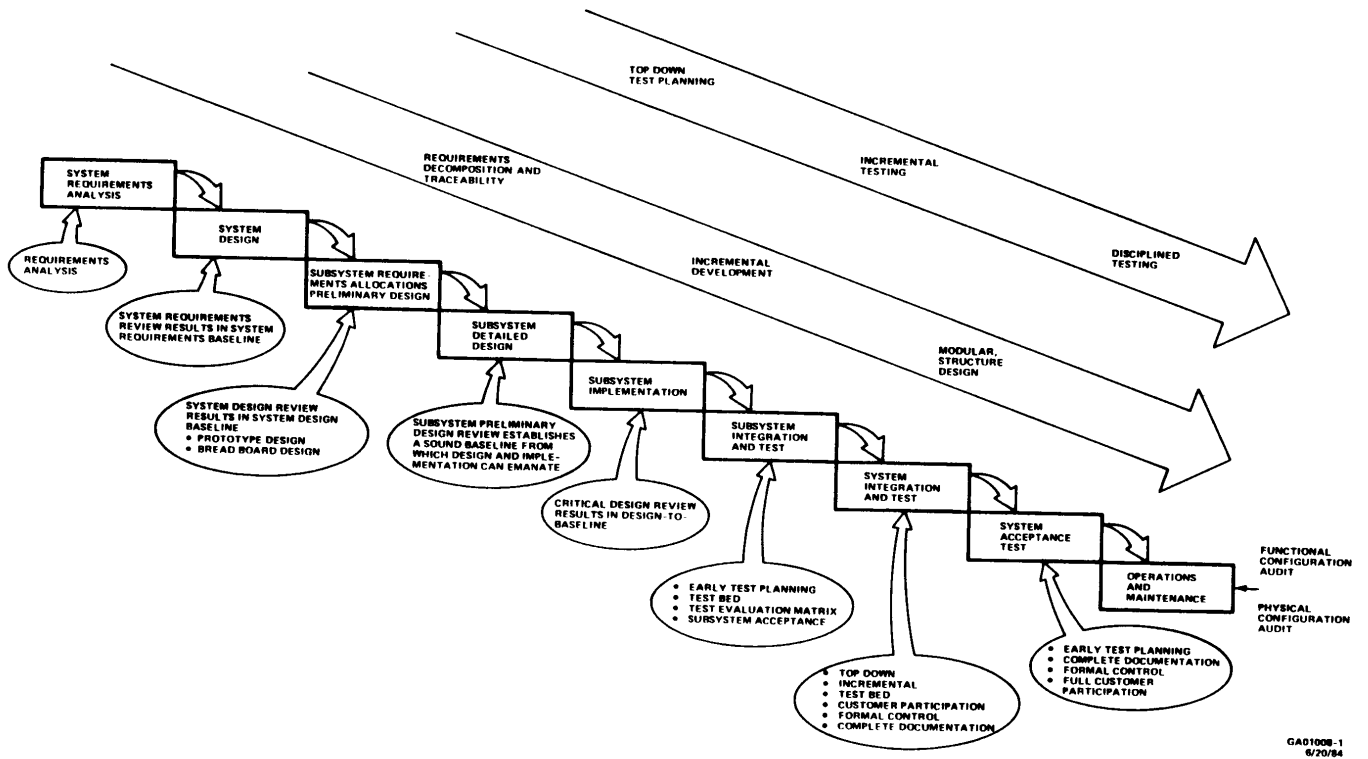 TOP DOWN
TEST PLANNING
REQUIREMENTS
DECOMPOSITION AND
TRACEABILITY
INCREMENTAL
TESTING
INCREMENTAL
DEVELOPMENT
DISCIPLINED
TESTING
MODULAR,
STRUCTURE
DESIGN
SYSTEM
REQUIREMENTS
ANALYSIS
REQUIREMENTS
ANALYSIS
SYSTEM
DESIGN
SYSTEM REQUIREMENTS
REVIEW RESULTS IN SYSTEM
REQUIREMENTS BASELINE
SUBSYSTEM REQUIRE-
MENTS ALLOCATIONS
PRELIMINARY DESIGN
SYSTEM DESIGN REVIEW
RESULTS IN SYSTEM DESIGN
BASELINE
• PROTOTYPE DESIGN
• BREAD BOARD DESIGN
SUBSYSTEM
DETAILED
DESIGN
SUBSYSTEM PRELIMINARY
DESIGN REVIEW ESTABLISHES
A SOUND BASELINE FROM
WHICH DESIGN AND IMPLE-
MENTATION CAN EMANATE
SUBSYSTEM
IMPLEMENTATION
CRITICAL DESIGN REVIEW
RESULTS IN DESIGN-TO-
BASELINE
SUBSYSTEM
INTEGRATION
AND TEST
• EARLY TEST PLANNING
• TEST BED
• TEST EVALUATION MATRIX
• SUBSYSTEM ACCEPTANCE
SYSTEM
INTEGRATION
AND TEST
• TOP DOWN
• INCREMENTAL
• TEST BED
• CUSTOMER PARTICIPATION
• FORMAL CONTROL
• COMPLETE DOCUMENTATION
SYSTEM
ACCEPTANCE
TEST
• EARLY TEST PLANNING
• COMPLETE DOCUMENTATION
• FORMAL CONTROL
• FULL CUSTOMER
PARTICIPATION
OPERATIONS
AND
MAINTENANCE
FUNCTIONAL
CONFIGURATION
AUDIT
PHYSICAL
CONFIGURATION
AUDIT
GA01008-1
6/20/84